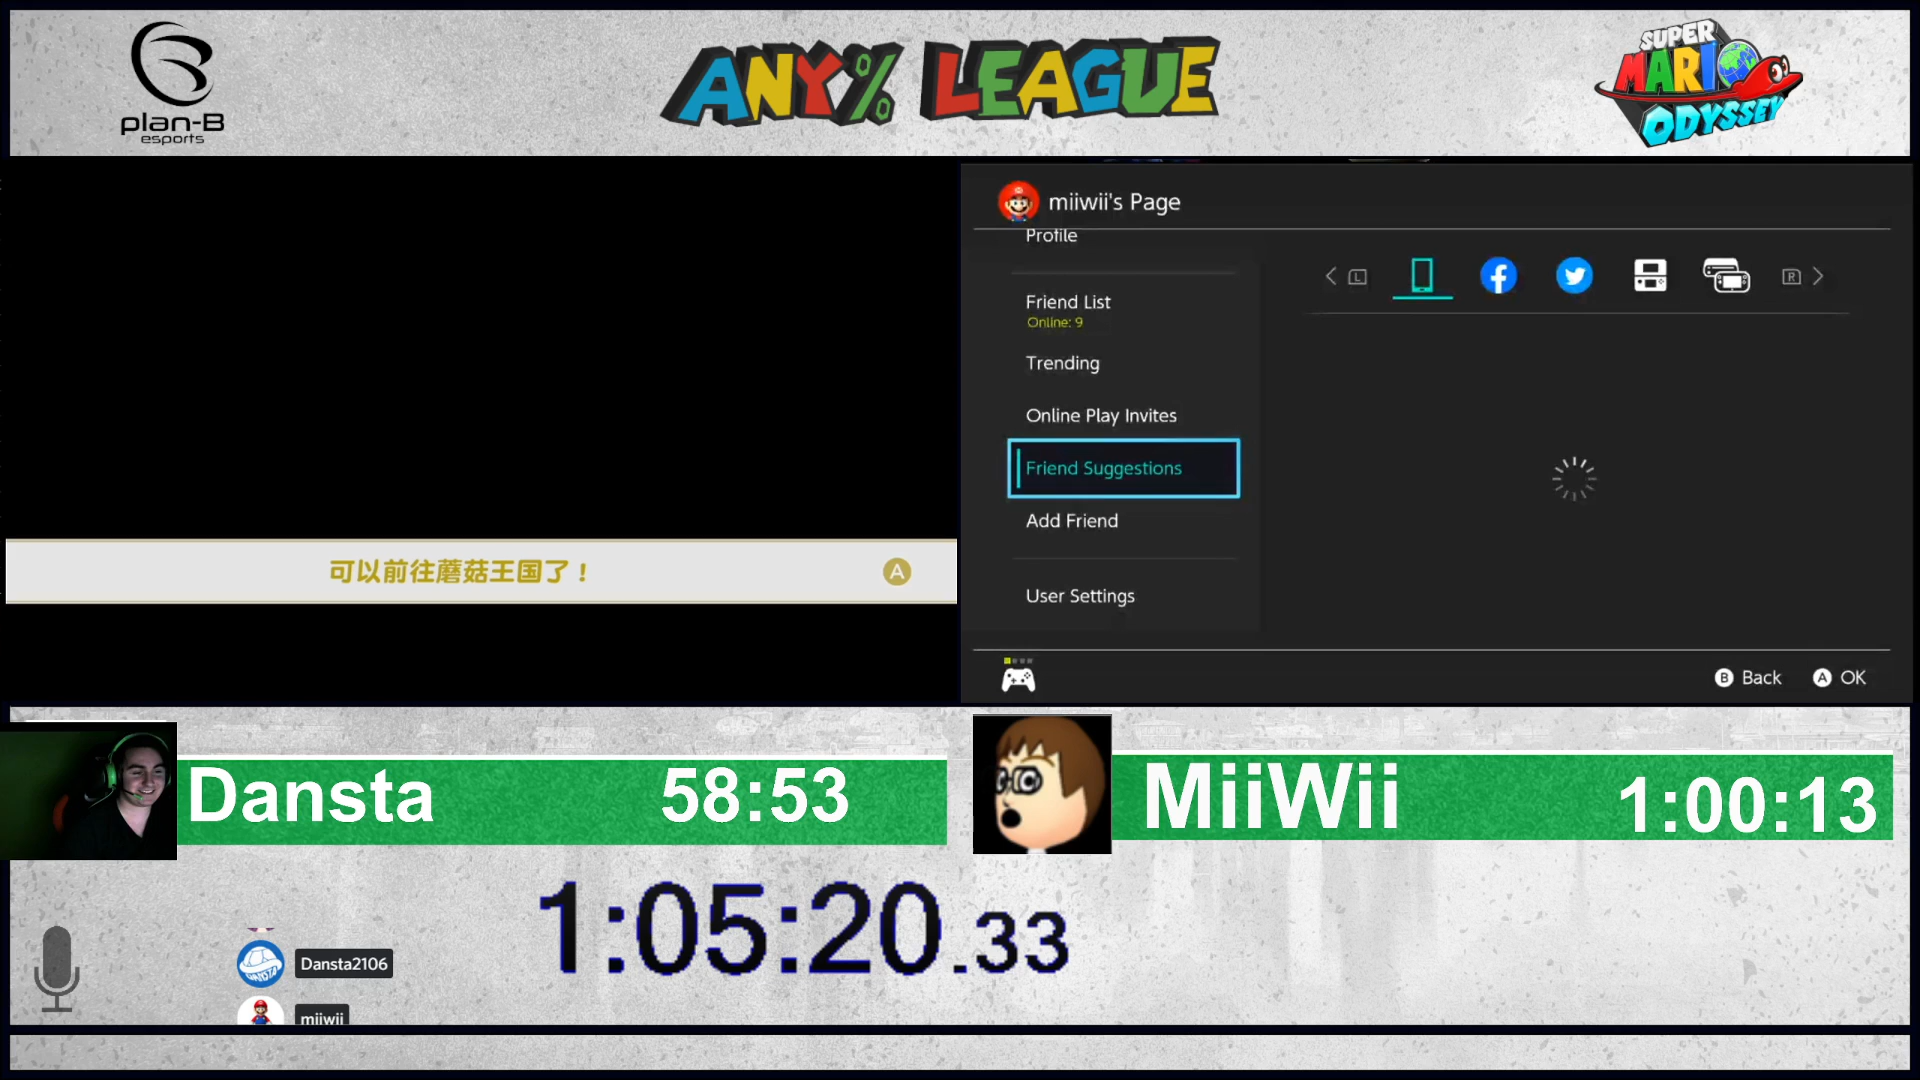 plan-B
esports
ANY% LEAGUE
SUPER
MARIO
ODYSSEY
miiwii's Page
Profile
Friend List
Online: 9
Trending
Online Play Invites
Friend Suggestions
Add Friend
User Settings
L
R
B Back
A OK
可以前往蘑菇王国了！
A
Dansta
58:53
MiiWii
1:00:13
1:05:20.33
Dansta2106
miiwii